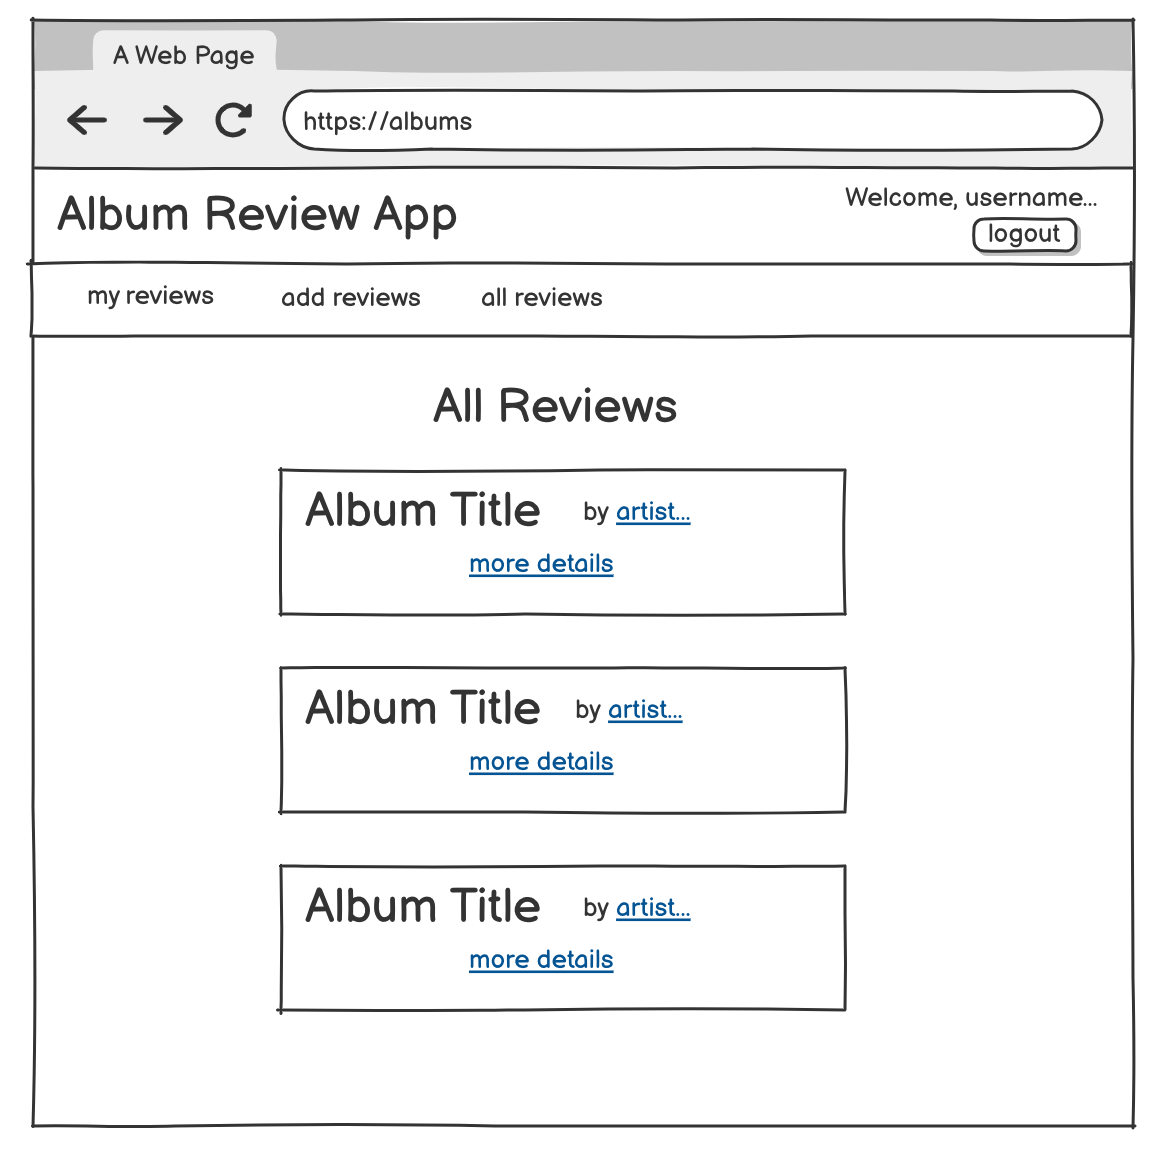 A Web Page
https://albums
Album Review App
Welcome, username...
logout
my reviews add reviews all reviews
All Reviews
Album Title by artist...
more details
Album Title by artist...
more details
Album Title by artist...
more details